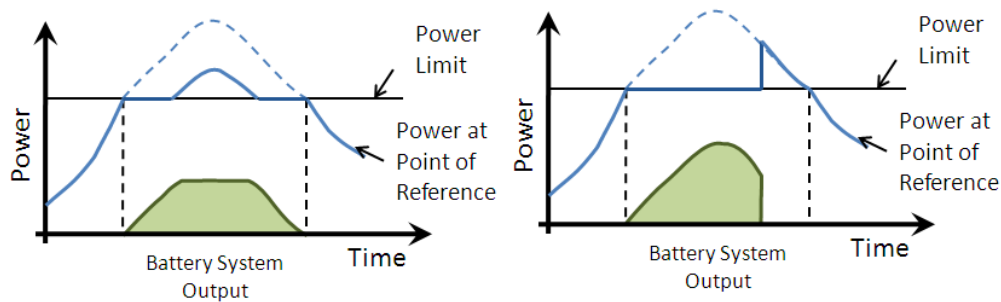 Power
Limit
Power at
Point of
Reference
Power
Time
Battery System
Output
Power
Limit
Power at
Point of
Reference
Power
Time
Battery System
Output